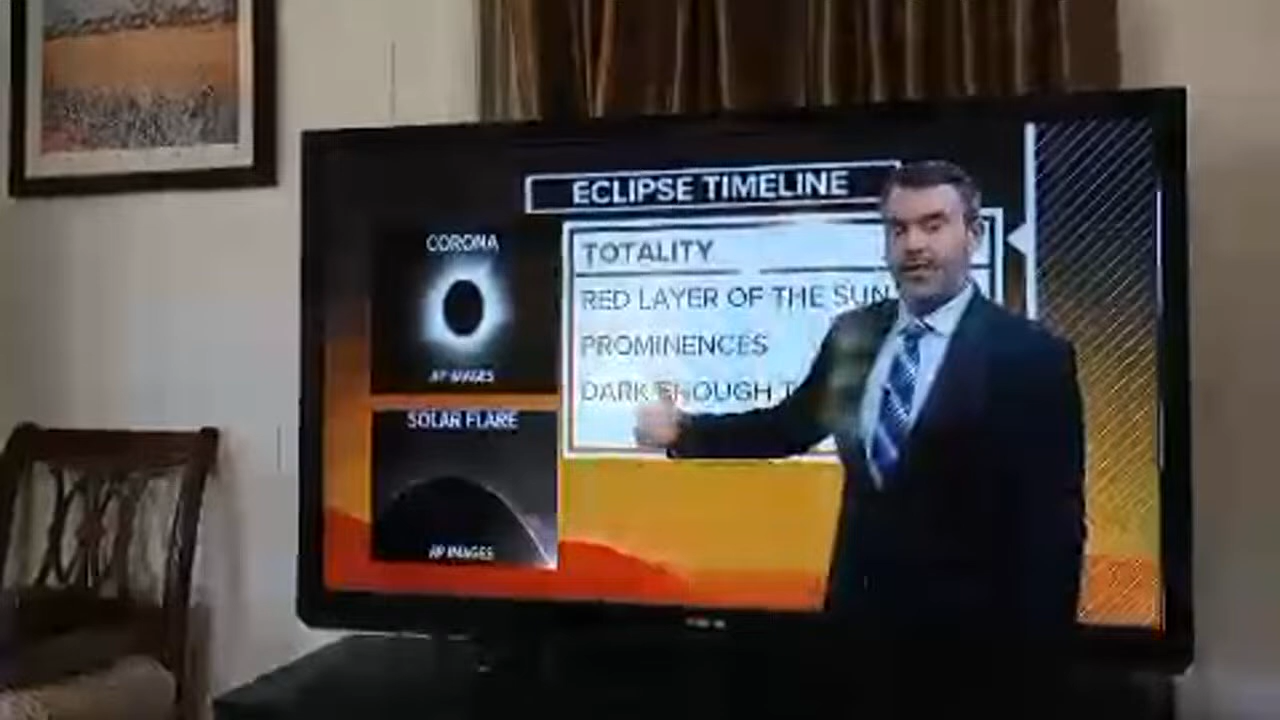 ECLIPSE TIMELINE
CORONA
AP IMAGES
SOLAR FLARE
AP IMAGES
TOTALITY
RED LAYER OF THE SUN
PROMINENCES
DARK ENOUGH T